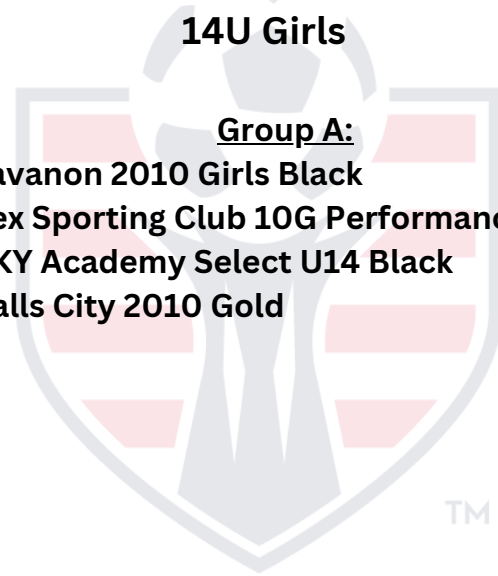 14U Girls
Group A:
avanon 2010 Girls Black
ex Sporting Club 10G Performanc
KY Academy Select U14 Black
alls City 2010 Gold
TM